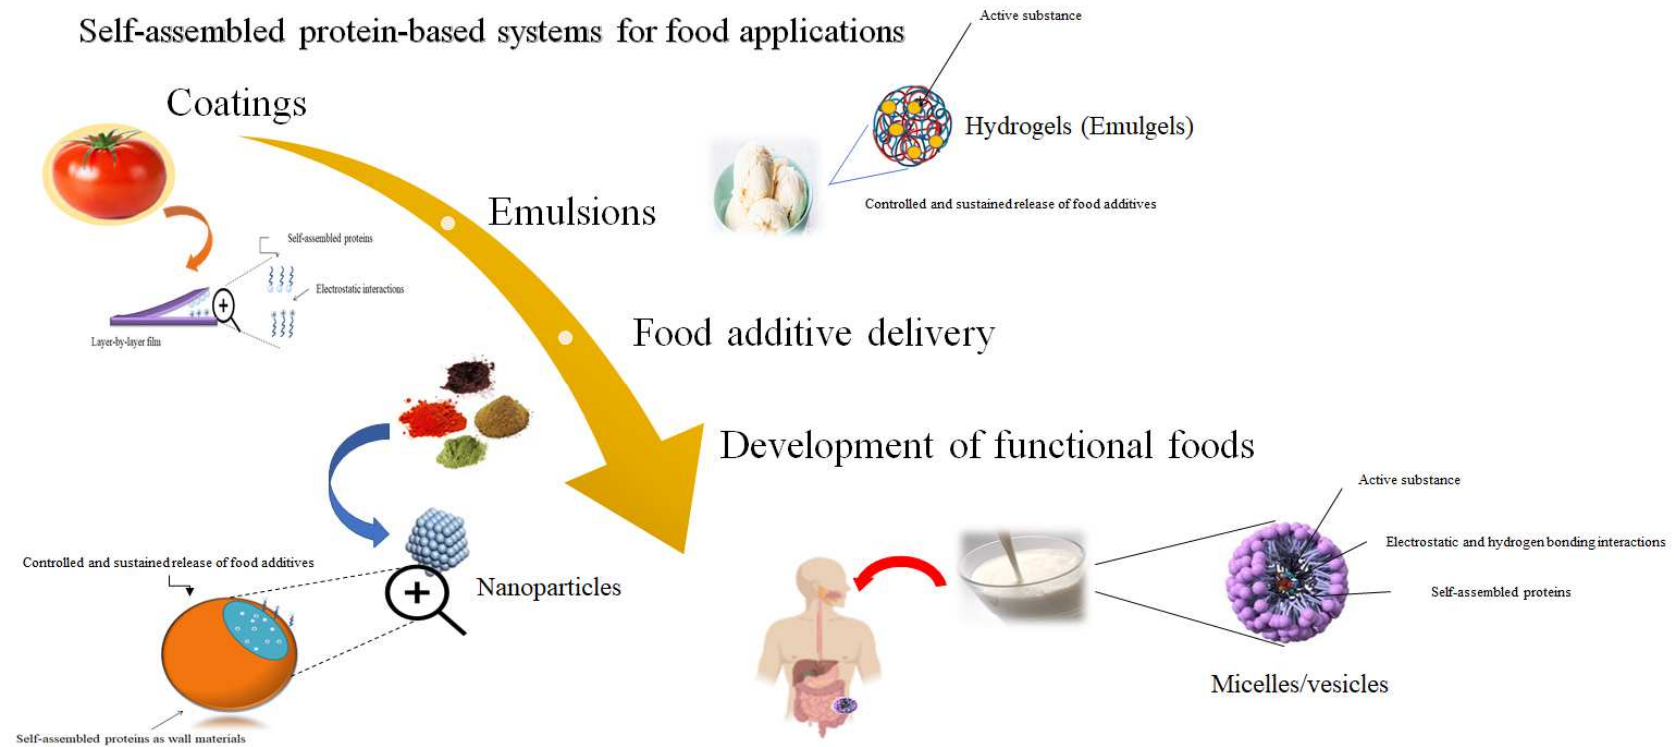 Self-assembled protein-based systems for food applications
Active substance
Coatings
Hydrogels (Emulgels)
Controlled and sustained release of food additives
Emulsions
Self-assembled proteins
Electrostatic interactions
Layer-by-layer film
Food additive delivery
Development of functional foods
Active substance
Electrostatic and hydrogen bonding interactions
Self-assembled proteins
Micelles/vesicles
Controlled and sustained release of food additives
Nanoparticles
Self-assembled proteins as wall materials